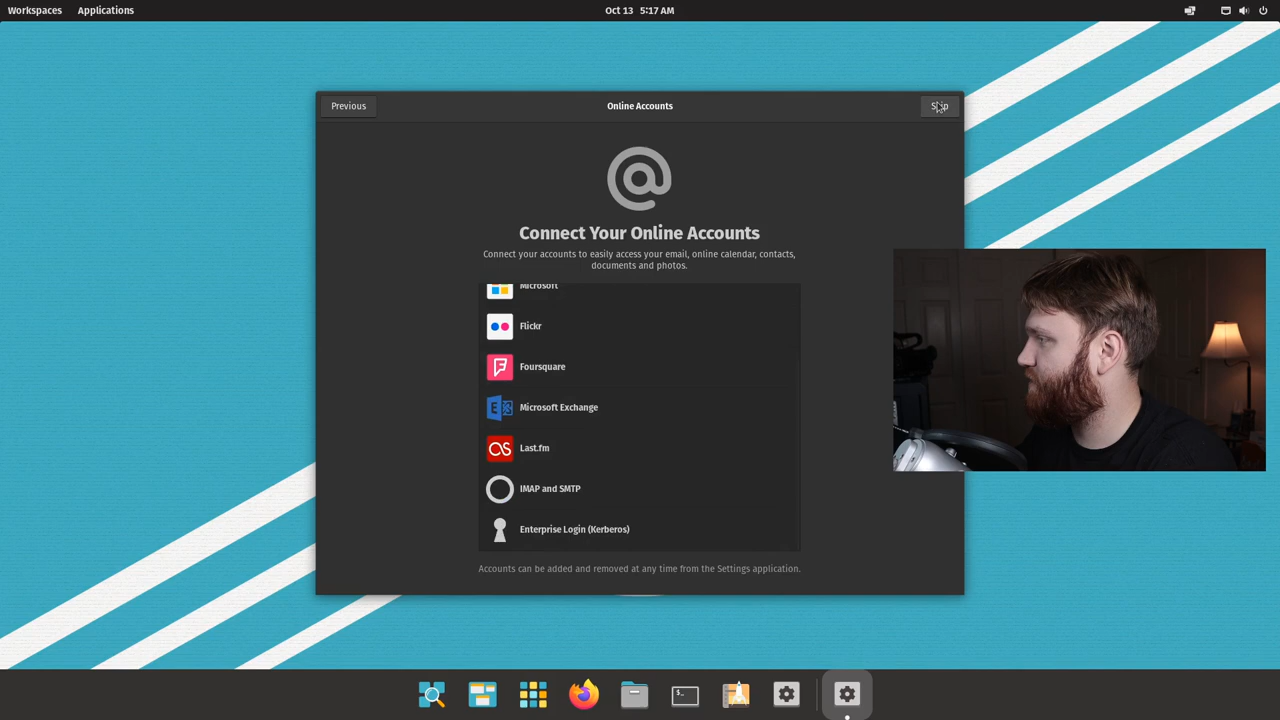 Workspaces Applications Oct 13 5:17 AM
Previous Online Accounts Skip
Connect Your Online Accounts
Connect your accounts to easily access your email, online calendar, contacts,
documents and photos.
Microsoft
Flickr
Foursquare
Microsoft Exchange
Last.fm
IMAP and SMTP
Enterprise Login (Kerberos)
Accounts can be added and removed at any time from the Settings application.